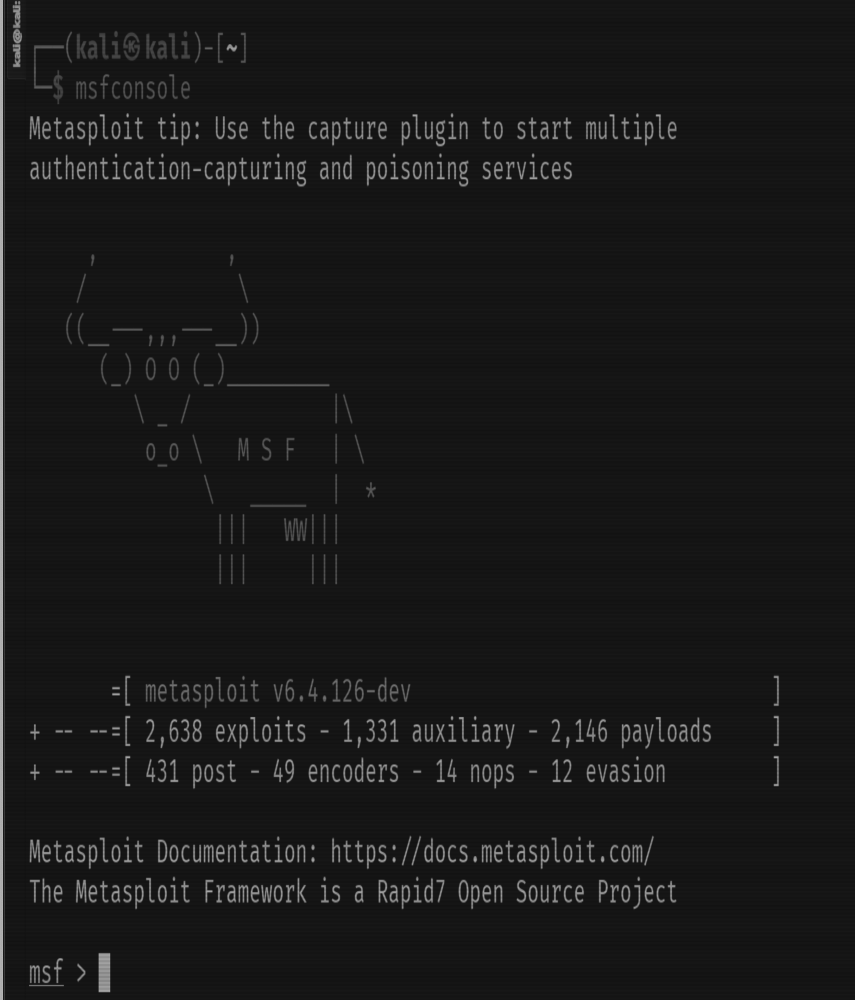 kali@kali:
┌──(kali㉿kali)-[~]
└─$ msfconsole
Metasploit tip: Use the capture plugin to start multiple
authentication-capturing and poisoning services
     ,           ,
    /             \
   ((__---,,,---__))
      (_) O O (_)_________
         \ _ /            |\
          o_o \   M S F   | \
               \   _____  |  *
                |||   WW|||
                |||     |||
       =[ metasploit v6.4.126-dev                               ]
+ -- --=[ 2,638 exploits - 1,331 auxiliary - 2,146 payloads     ]
+ -- --=[ 431 post - 49 encoders - 14 nops - 12 evasion         ]
Metasploit Documentation: https://docs.metasploit.com/
The Metasploit Framework is a Rapid7 Open Source Project
msf >